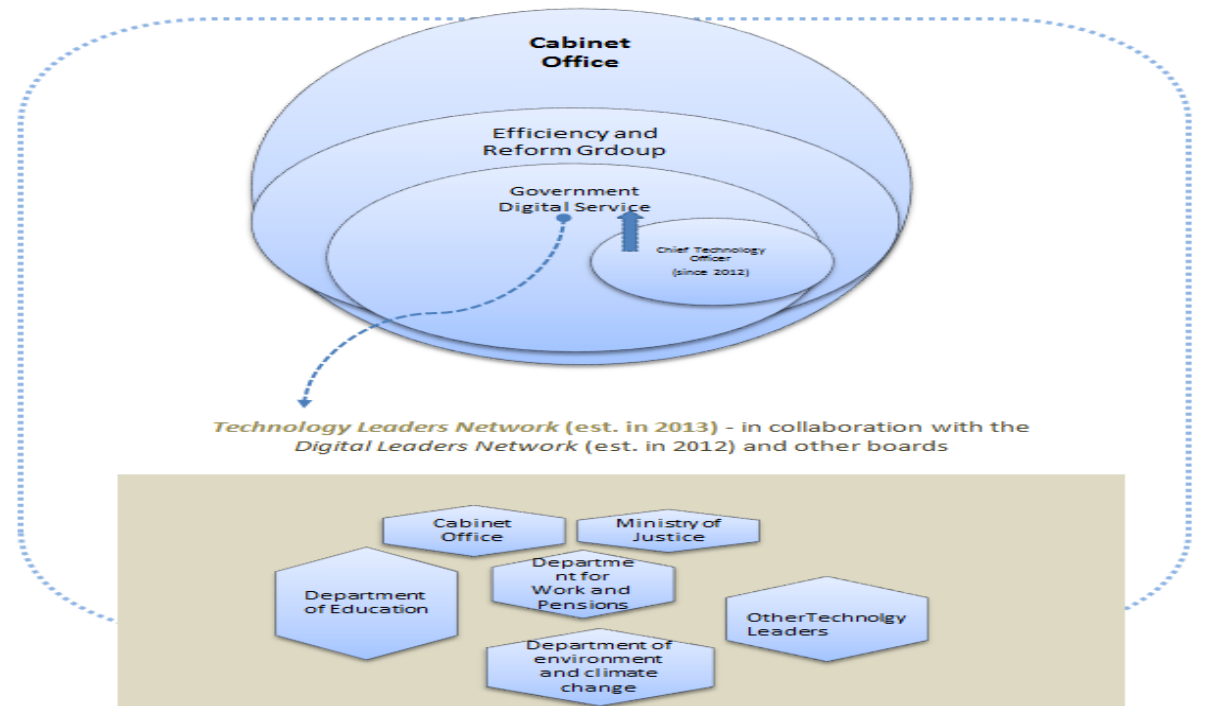 Cabinet
Office
Efficiency and
Reform Grdoup
Government
Digital Service
Chief Technology
Officer
(since 2012)
Technology Leaders Network (est. in 2013) - in collaboration with the
Digital Leaders Network (est. in 2012) and other boards
Cabinet
Office
Ministry of
Justice
Department
of Education
Departme
nt for
Work and
Pensions
OtherTechnolgy
Leaders
Department of
environment
and climate
change